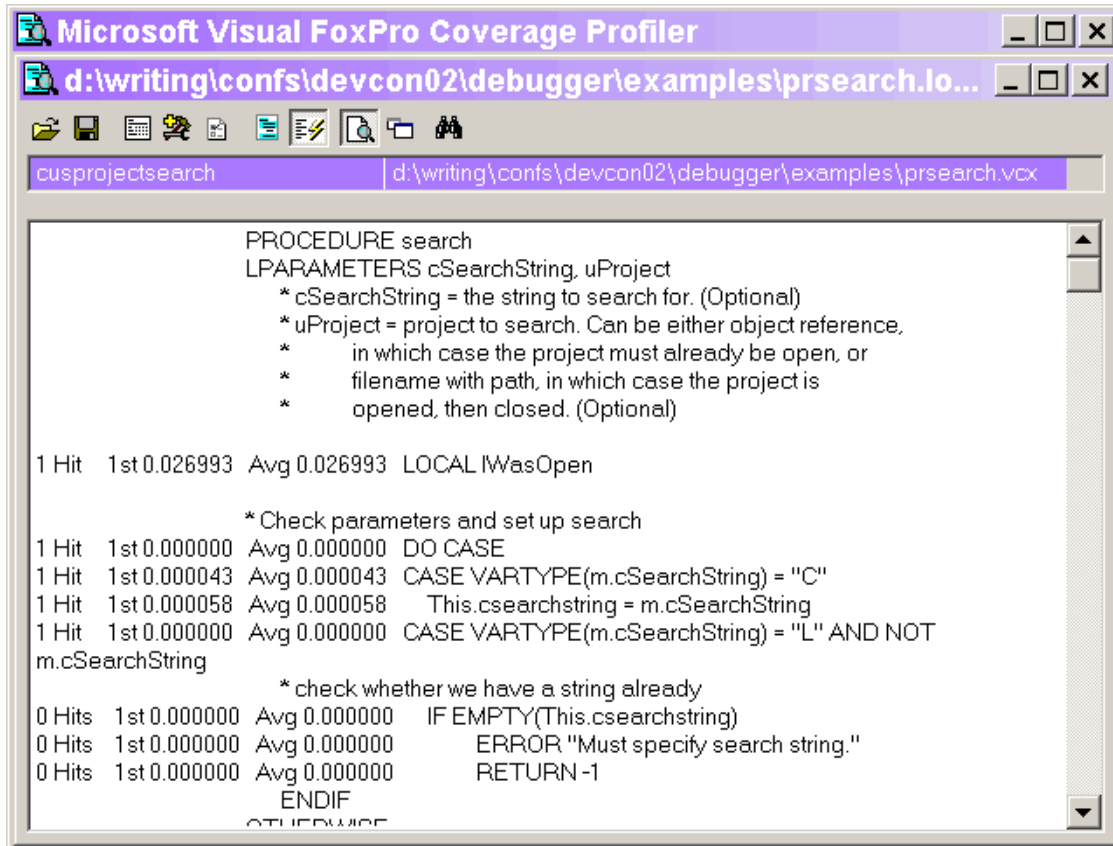 Microsoft Visual FoxPro Coverage Profiler
d:\writing\confs\devcon02\debugger\examples\prsearch.lo...
cusprojectsearch d:\writing\confs\devcon02\debugger\examples\prsearch.vcx
PROCEDURE search
LPARAMETERS cSearchString, uProject
* cSearchString = the string to search for. (Optional)
* uProject = project to search. Can be either object reference,
* in which case the project must already be open, or
* filename with path, in which case the project is
* opened, then closed. (Optional)
1 Hit 1st 0.026993 Avg 0.026993 LOCAL lWasOpen
* Check parameters and set up search
1 Hit 1st 0.000000 Avg 0.000000 DO CASE
1 Hit 1st 0.000043 Avg 0.000043 CASE VARTYPE(m.cSearchString) = "C"
1 Hit 1st 0.000058 Avg 0.000058 This.csearchstring = m.cSearchString
1 Hit 1st 0.000000 Avg 0.000000 CASE VARTYPE(m.cSearchString) = "L" AND NOT
m.cSearchString
* check whether we have a string already
0 Hits 1st 0.000000 Avg 0.000000 IF EMPTY(This.csearchstring)
0 Hits 1st 0.000000 Avg 0.000000 ERROR "Must specify search string."
0 Hits 1st 0.000000 Avg 0.000000 RETURN -1
ENDIF
OTHERWISE